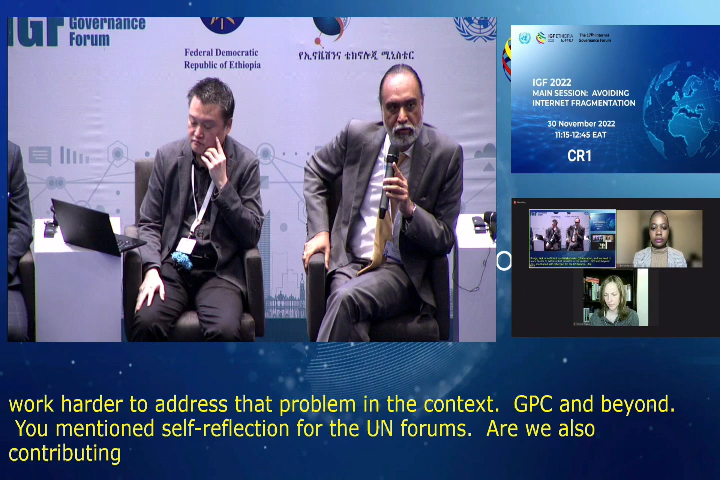 IGF Governance
Forum
Federal Democratic
Republic of Ethiopia
የኢኖቬሽንና ቴክኖሎጂ ሚኒስቴር
IGF 2022
MAIN SESSION: AVOIDING
INTERNET FRAGMENTATION
30 November 2022
11:15-12:45 EAT
CR1
work harder to address that problem in the context. GPC and beyond.
You mentioned self-reflection for the UN forums. Are we also
contributing